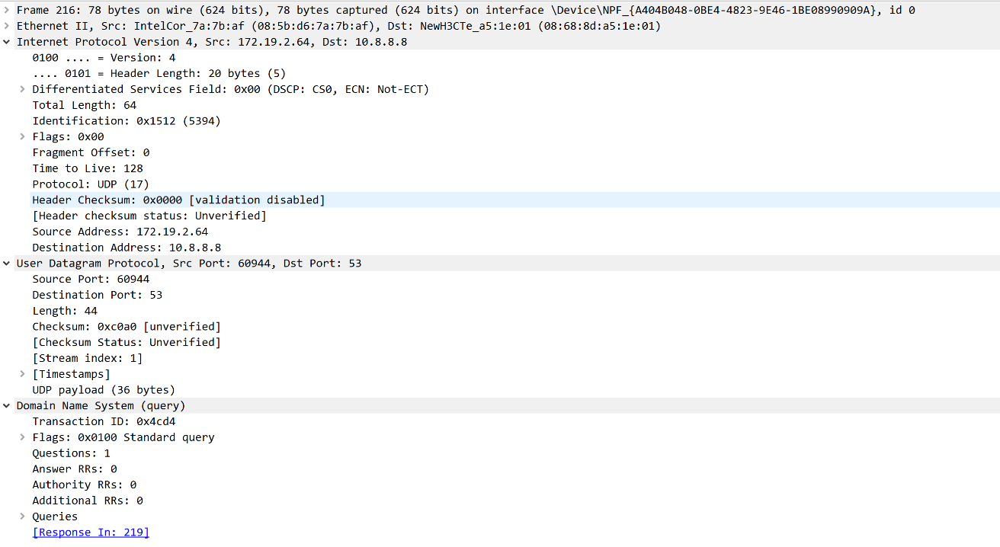 Frame 216: 78 bytes on wire (624 bits), 78 bytes captured (624 bits) on interface \Device\NPF_{A404B048-0BE4-4823-9E46-1BE08990909A}, id 0
Ethernet II, Src: IntelCor_7a:7b:af (08:5b:d6:7a:7b:af), Dst: NewH3CTe_a5:1e:01 (08:68:8d:a5:1e:01)
Internet Protocol Version 4, Src: 172.19.2.64, Dst: 10.8.8.8
0100 .... = Version: 4
.... 0101 = Header Length: 20 bytes (5)
Differentiated Services Field: 0x00 (DSCP: CS0, ECN: Not-ECT)
Total Length: 64
Identification: 0x1512 (5394)
Flags: 0x00
Fragment Offset: 0
Time to Live: 128
Protocol: UDP (17)
Header Checksum: 0x0000 [validation disabled]
[Header checksum status: Unverified]
Source Address: 172.19.2.64
Destination Address: 10.8.8.8
User Datagram Protocol, Src Port: 60944, Dst Port: 53
Source Port: 60944
Destination Port: 53
Length: 44
Checksum: 0xc0a0 [unverified]
[Checksum Status: Unverified]
[Stream index: 1]
[Timestamps]
UDP payload (36 bytes)
Domain Name System (query)
Transaction ID: 0x4cd4
Flags: 0x0100 Standard query
Questions: 1
Answer RRs: 0
Authority RRs: 0
Additional RRs: 0
Queries
[Response In: 219]